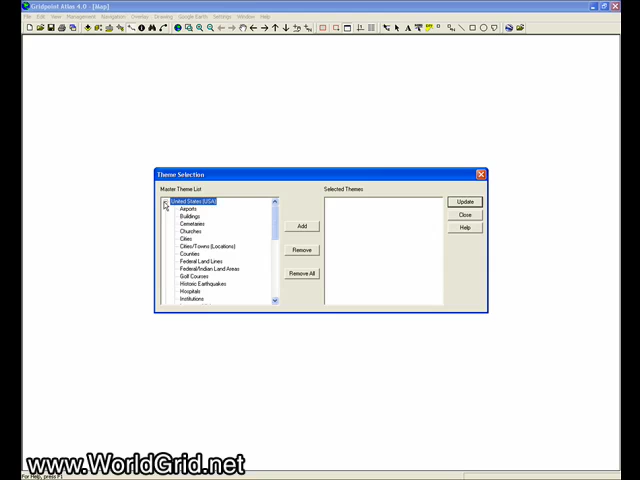 Gridpoint Atlas 4.0 - [Map]
File Edit View Management Navigation Overlay Drawing Google Earth Settings Window Help
Theme Selection
Master Theme List
Selected Themes
United States (USA)
Airports
Buildings
Cemetaries
Churches
Cities
Cities/Towns (Locations)
Counties
Federal Land Lines
Federal/Indian Land Areas
Golf Courses
Historic Earthquakes
Hospitals
Institutions
Add
Remove
Remove All
Update
Close
Help
www.WorldGrid.net
For Help, press F1